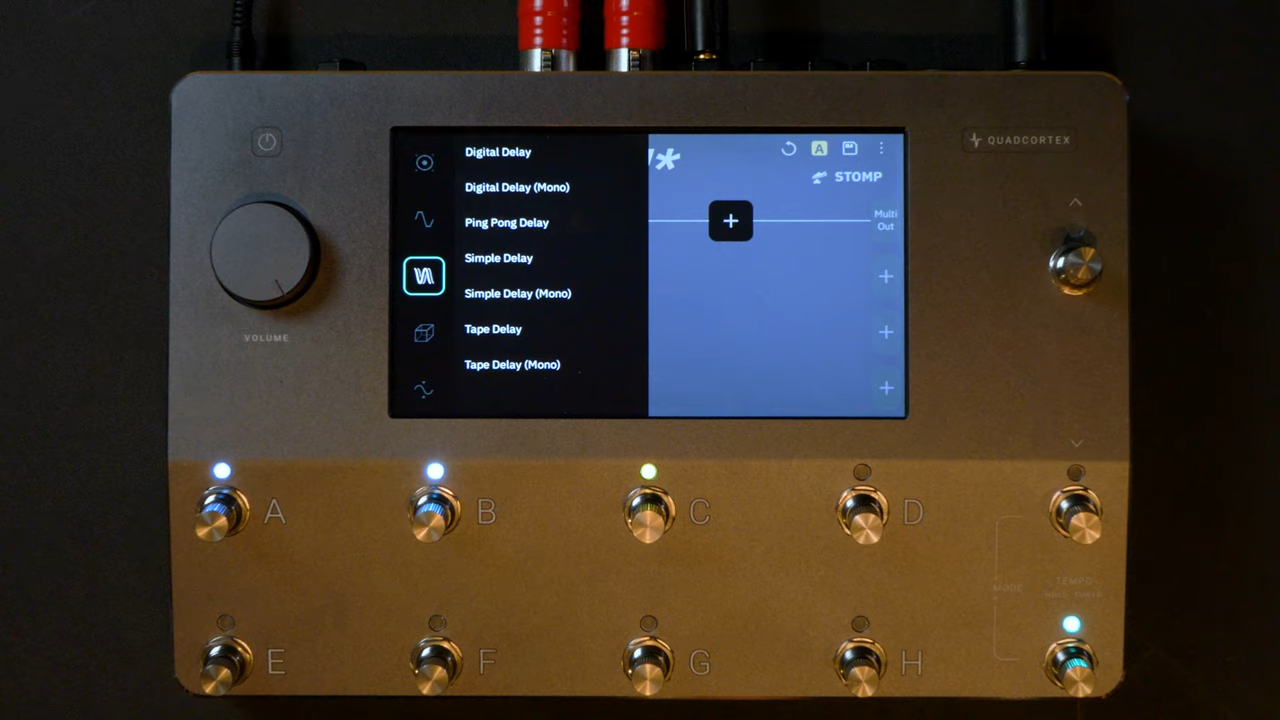 QUADCORTEX
Digital Delay
Digital Delay (Mono)
Ping Pong Delay
Simple Delay
Simple Delay (Mono)
Tape Delay
Tape Delay (Mono)
A
STOMP
Multi
Out
VOLUME
A
B
C
D
MODE
TEMPO
E
F
G
H